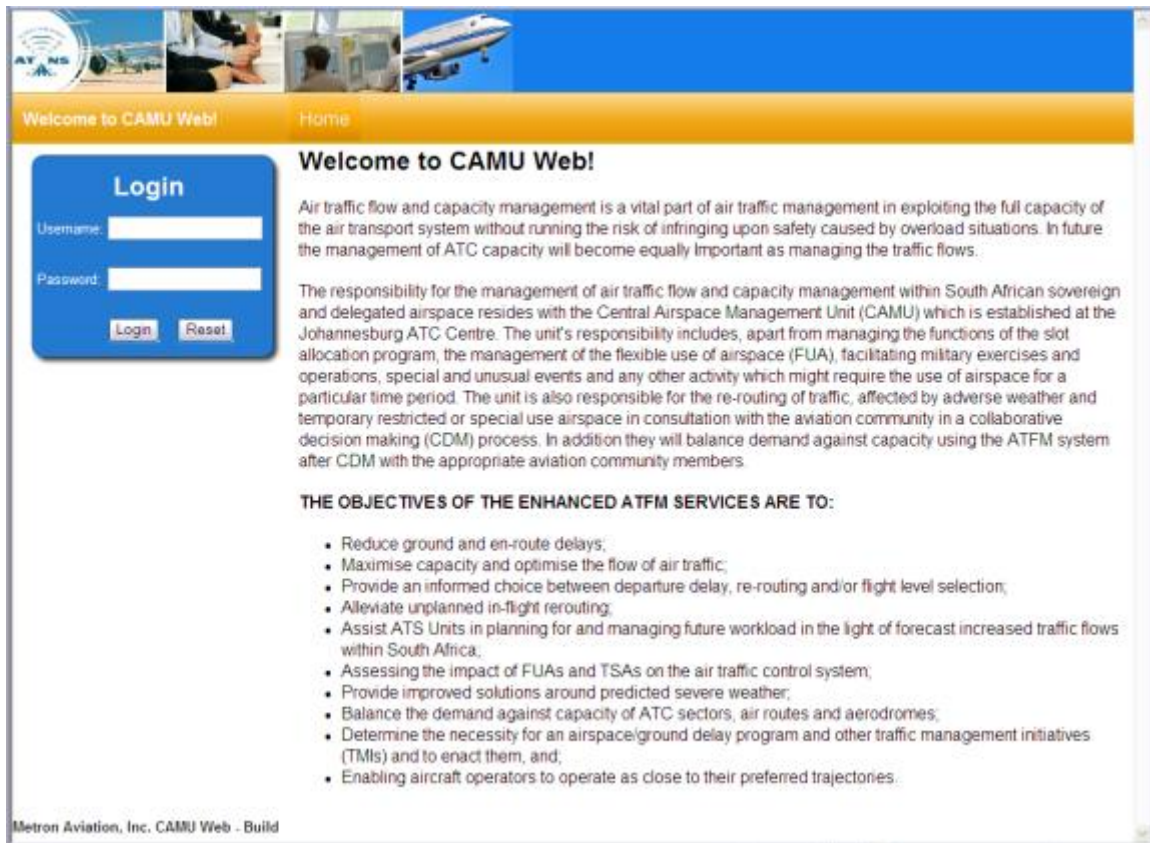 AT NS
Welcome to CAMU Web!
Home
Login
Username:
Password:
Login
Reset
Welcome to CAMU Web!
Air traffic flow and capacity management is a vital part of air traffic management in exploiting the full capacity of
the air transport system without running the risk of infringing upon safety caused by overload situations. In future
the management of ATC capacity will become equally Important as managing the traffic flows.
The responsibility for the management of air traffic flow and capacity management within South African sovereign
and delegated airspace resides with the Central Airspace Management Unit (CAMU) which is established at the
Johannesburg ATC Centre. The unit's responsibility includes, apart from managing the functions of the slot
allocation program, the management of the flexible use of airspace (FUA), facilitating military exercises and
operations, special and unusual events and any other activity which might require the use of airspace for a
particular time period. The unit is also responsible for the re-routing of traffic, affected by adverse weather and
temporary restricted or special use airspace in consultation with the aviation community in a collaborative
decision making (CDM) process. In addition they will balance demand against capacity using the ATFM system
after CDM with the appropriate aviation community members.
THE OBJECTIVES OF THE ENHANCED ATFM SERVICES ARE TO:
• Reduce ground and en-route delays;
• Maximise capacity and optimise the flow of air traffic;
• Provide an informed choice between departure delay, re-routing and/or flight level selection;
• Alleviate unplanned in-flight rerouting;
• Assist ATS Units in planning for and managing future workload in the light of forecast increased traffic flows
within South Africa;
• Assessing the impact of FUAs and TSAs on the air traffic control system;
• Provide improved solutions around predicted severe weather;
• Balance the demand against capacity of ATC sectors, air routes and aerodromes;
• Determine the necessity for an airspace/ground delay program and other traffic management initiatives
(TMIs) and to enact them, and;
• Enabling aircraft operators to operate as close to their preferred trajectories.
Metron Aviation, Inc. CAMU Web - Build